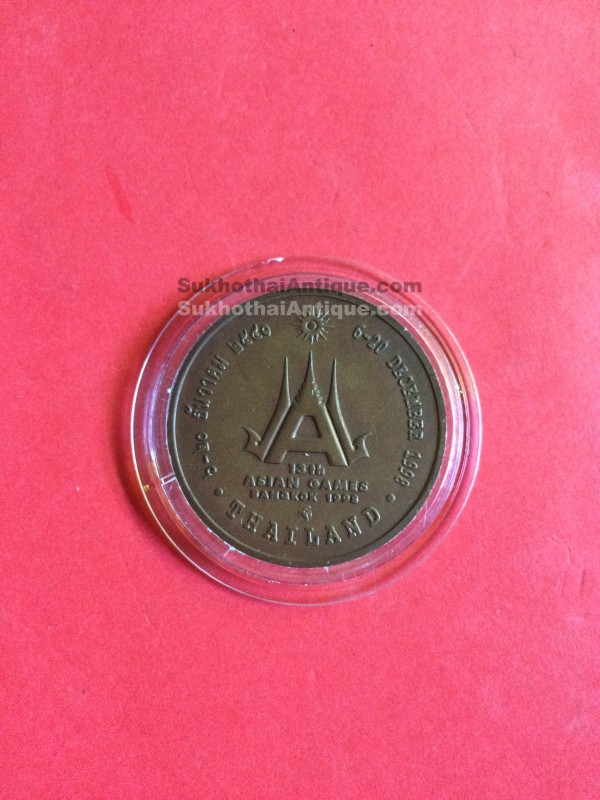 SukhothaiAntique.com
SukhothaiAntique.com
๖-๒๐ ธันวาคม ๒๕๔๑
6-20 DECEMBER 1998
13th
ASIAN GAMES
BANGKOK 1998
• THAILAND •